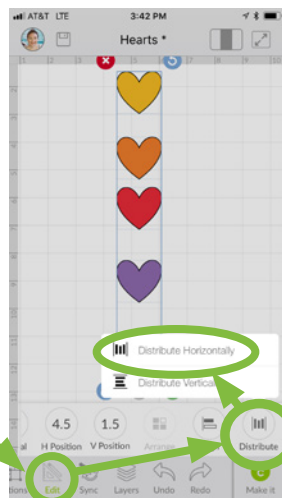 AT&T LTE 3:42 PM
Hearts *
Distribute Horizontally
Distribute Vertical
4.5 1.5
H Position V Position Arrange Distribute
Edit Sync Layers Undo Redo Make it